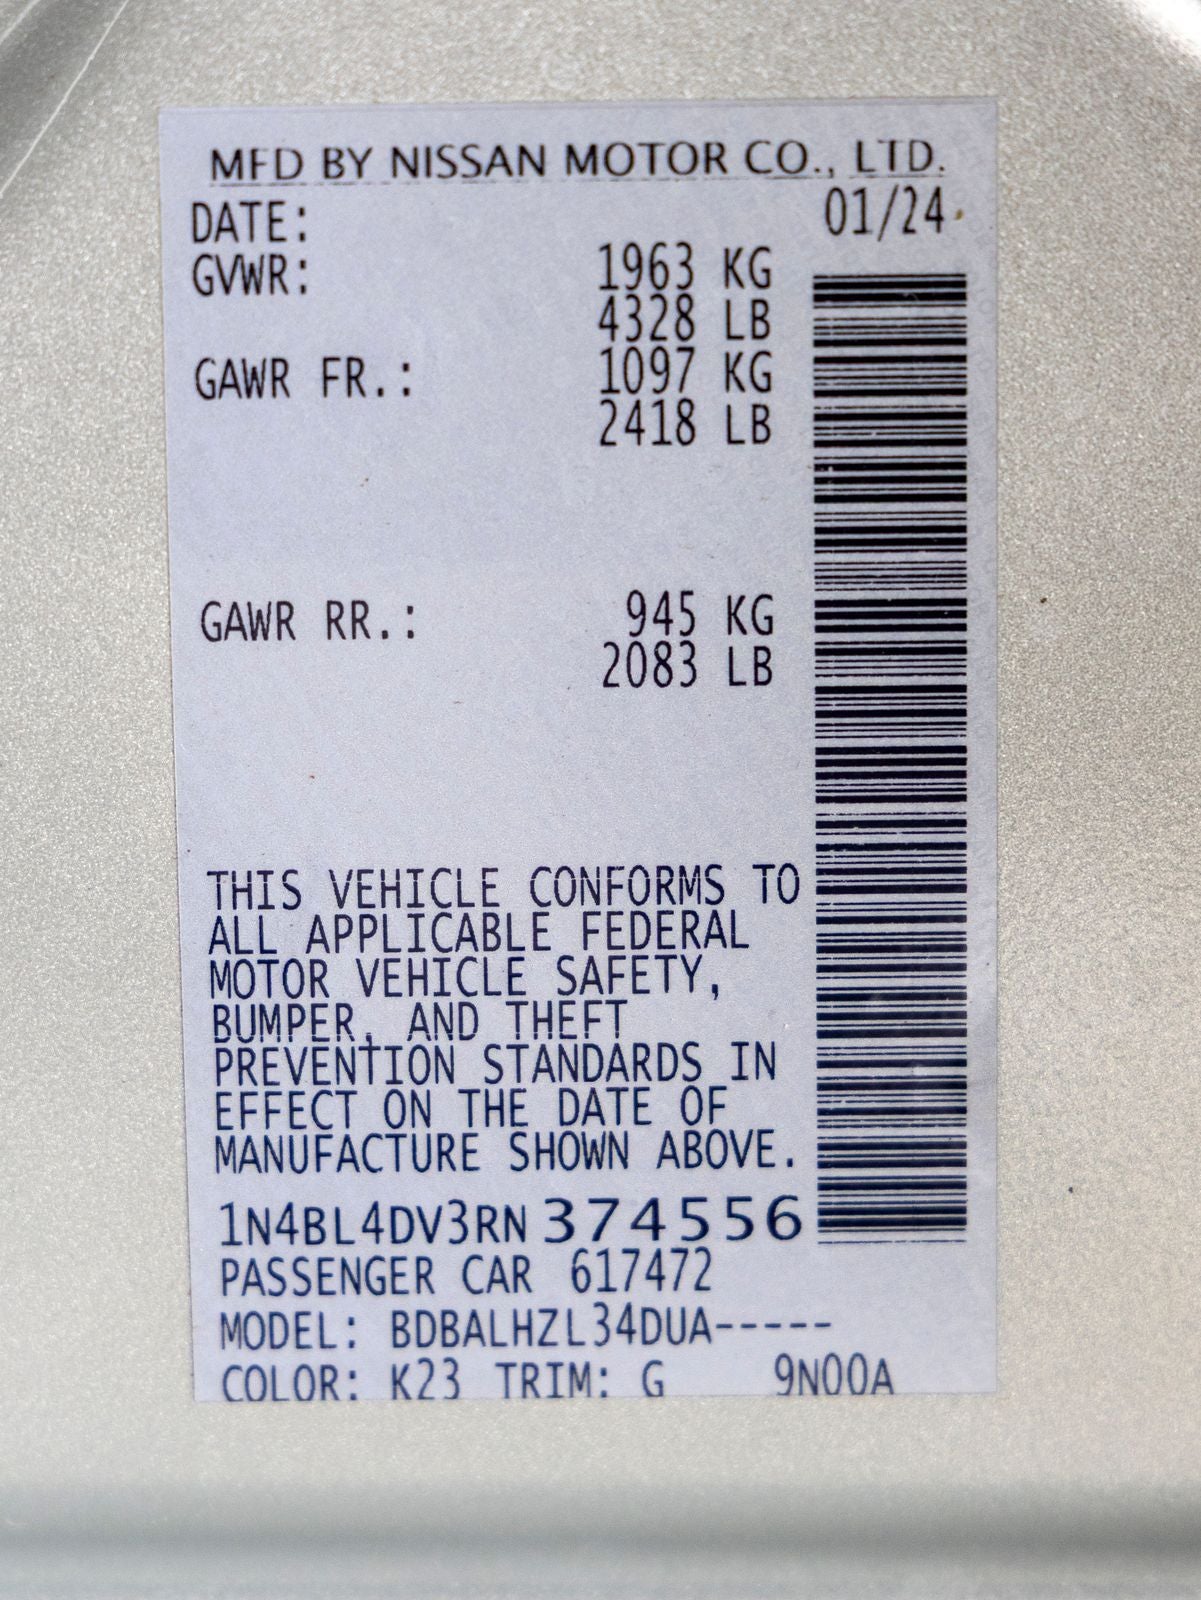 MFD BY NISSAN MOTOR CO., LTD.
DATE: 01/24
GVWR: 1963 KG
4328 LB
GAWR FR.: 1097 KG
2418 LB
GAWR RR.: 945 KG
2083 LB
THIS VEHICLE CONFORMS TO
ALL APPLICABLE FEDERAL
MOTOR VEHICLE SAFETY,
BUMPER, AND THEFT
PREVENTION STANDARDS IN
EFFECT ON THE DATE OF
MANUFACTURE SHOWN ABOVE.
1N4BL4DV3RN374556
PASSENGER CAR 617472
MODEL: BDBALHZL34DUA-----
COLOR: K23 TRIM: G 9N00A